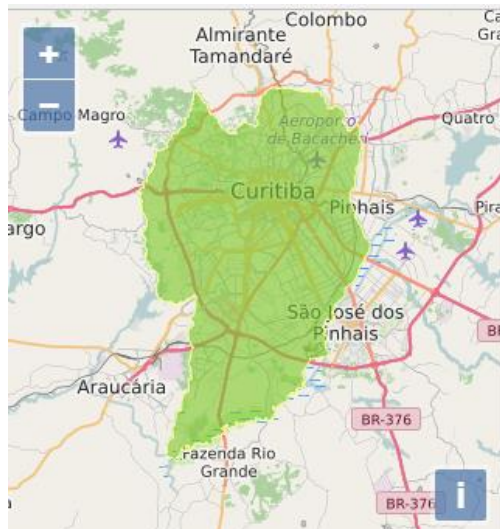 Colombo
Almirante
Tamandaré
+
−
Campo Magro
Aeroporto
de Bacacheri
Quatro
Curitiba
Pinhais
Pira
argo
São José dos
Pinhais
Araucária
BR-376
Fazenda Rio
Grande
BR-376
i